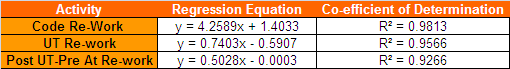 Activity Regression Equation Co-efficient of Determination
Code Re-Work y = 4.2589x + 1.4033 R² = 0.9813
UT Re-work y = 0.7403x - 0.5907 R² = 0.9566
Post UT-Pre At Re-work y = 0.5028x - 0.0003 R² = 0.9266